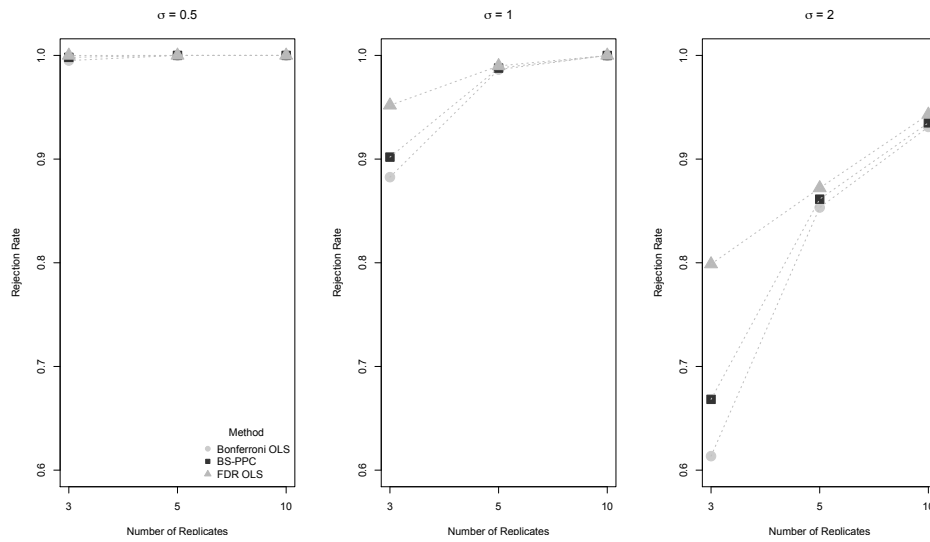 σ = 0.5
σ = 1
σ = 2
Rejection Rate
1.0
0.9
0.8
0.7
0.6
Method
Bonferroni OLS
BS-PPC
FDR OLS
3
5
10
Number of Replicates
Rejection Rate
1.0
0.9
0.8
0.7
0.6
3
5
10
Number of Replicates
Rejection Rate
1.0
0.9
0.8
0.7
0.6
3
5
10
Number of Replicates